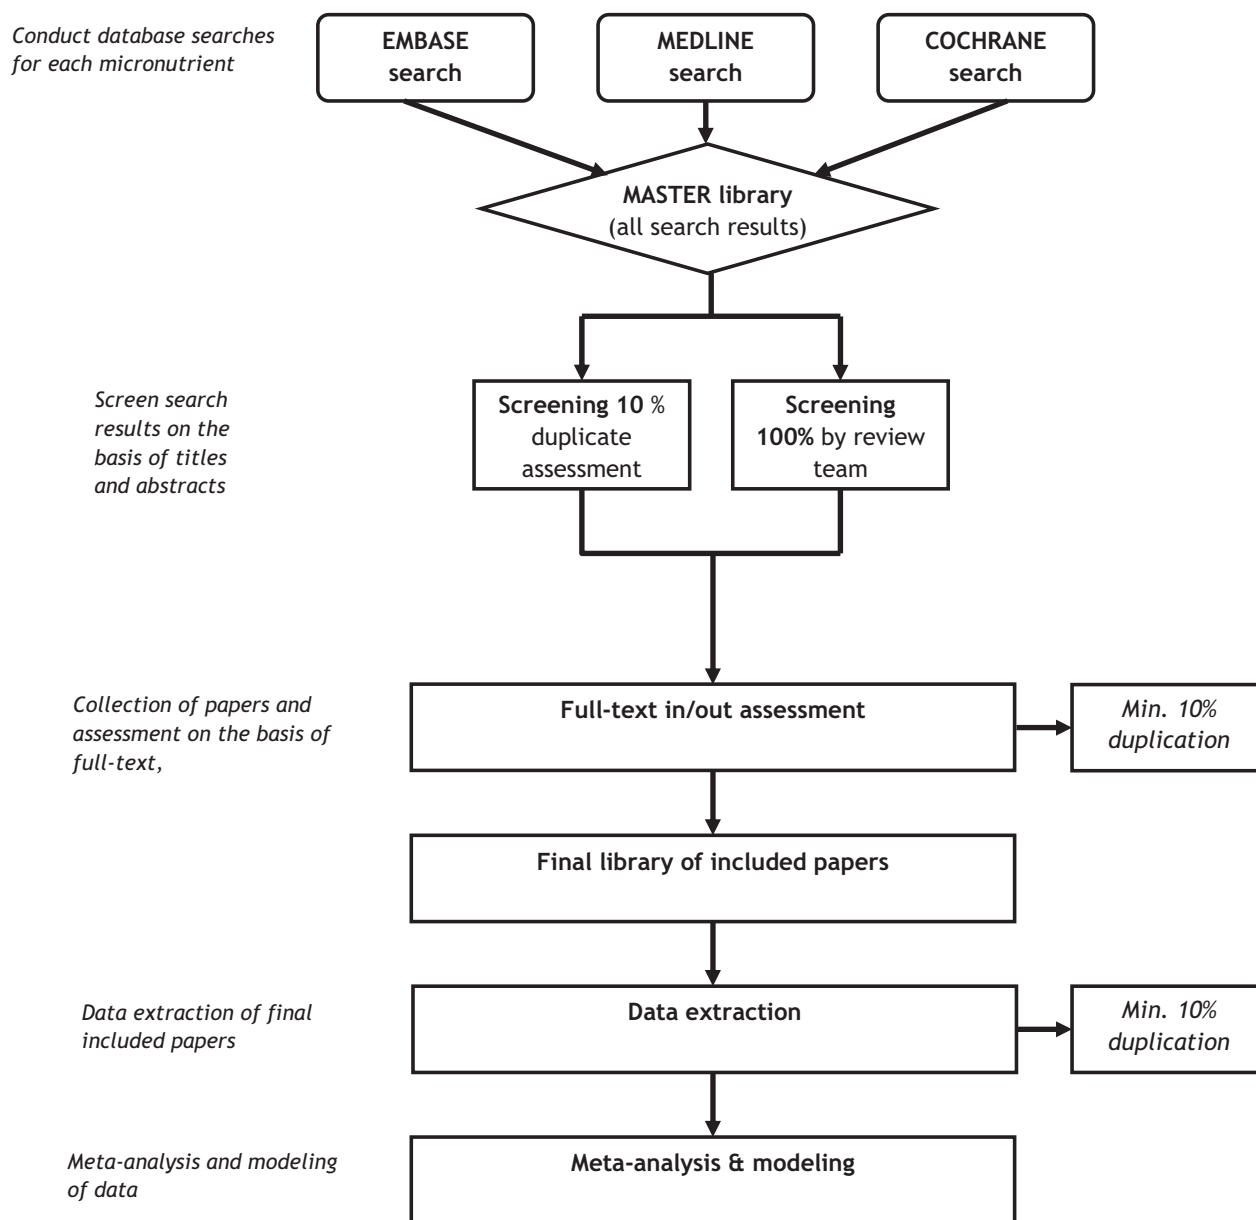 Conduct database searches
for each micronutrient
EMBASE
search
MEDLINE
search
COCHRANE
search
MASTER library
(all search results)
Screen search
results on the
basis of titles
and abstracts
Screening 10 %
duplicate
assessment
Screening
100% by review
team
Collection of papers and
assessment on the basis of
full-text,
Full-text in/out assessment
Min. 10%
duplication
Final library of included papers
Data extraction of final
included papers
Data extraction
Min. 10%
duplication
Meta-analysis and modeling
of data
Meta-analysis & modeling